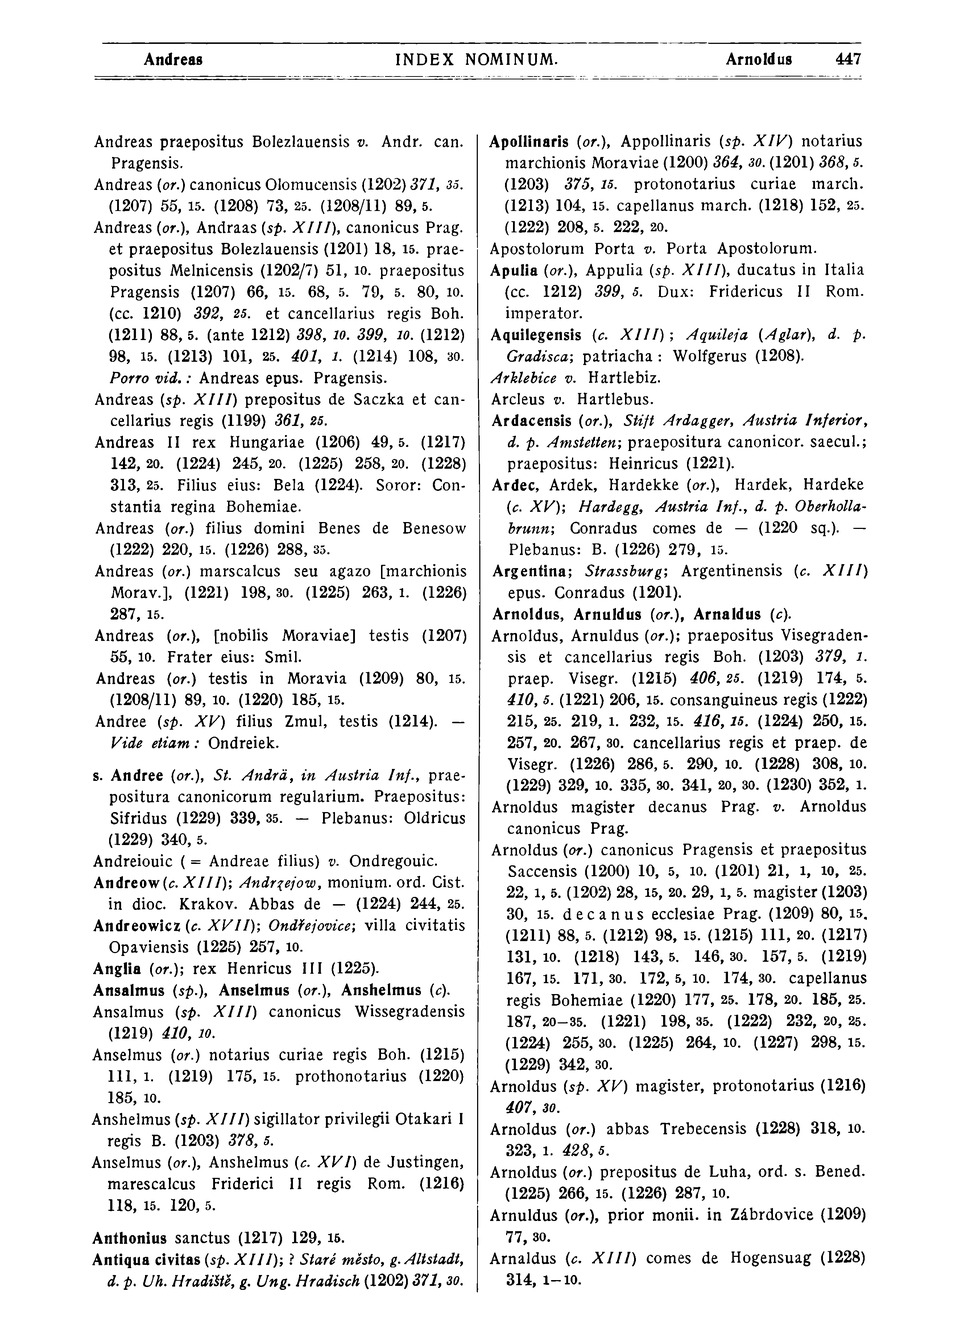 Andreas INDEX NOMINUM. Arnoldus 447
Andreas praepositus Bolezlauensis v. Andr. can.
Pragensis.
Andreas (or.) canonicus Olomucensis (1202) 371, 35.
(1207) 55, 15. (1208) 73, 25. (1208/11) 89, 5.
Andreas (or.), Andraas (sp. XIII), canonicus Prag.
et praepositus Bolezlauensis (1201) 18, 15. prae-
positus Melnicensis (1202/7) 51, 10. praepositus
Pragensis (1207) 66, 15. 68, 5. 79, 5. 80, 10.
(cc. 1210) 392, 25. et cancellarius regis Boh.
(1211) 88, 5. (ante 1212) 398, 10. 399, 10. (1212)
98, 15. (1213) 101, 25. 401, 1. (1214) 108, 30.
Porro vid. : Andreas epus. Pragensis.
Andreas (sp. XIII) prepositus de Saczka et can-
cellarius regis (1199) 361, 25.
Andreas II rex Hungariae (1206) 49, 5. (1217)
142, 20. (1224) 245, 20. (1225) 258, 20. (1228)
313, 25. Filius eius: Bela (1224). Soror: Con-
stantia regina Bohemiae.
Andreas (or.) filius domini Benes de Benesow
(1222) 220, 15. (1226) 288, 35.
Andreas (or.) marscalcus seu agazo [marchionis
Morav.], (1221) 198, 30. (1225) 263, 1. (1226)
287, 15.
Andreas (or.), [nobilis Moraviae] testis (1207)
55, 10. Frater eius: Smil.
Andreas (or.) testis in Moravia (1209) 80, 15.
(1208/11) 89, 10. (1220) 185, 15.
Andree (sp. XV) filius Zmul, testis (1214). —
Vide etiam : Ondreiek.
s. Andree (or.), St. Andrä, in Austria Inf., prae-
positura canonicorum regularium. Praepositus:
Sifridus (1229) 339, 35. — Plebanus: Oldricus
(1229) 340, 5.
Andreiouic ( = Andreae filius) v. Ondregouic.
Andreow (c. XIII); Andrzejow, monium. ord. Cist.
in dioc. Krakov. Abbas de — (1224) 244, 25.
Andreowicz (c. XVII); Ondřejovice; villa civitatis
Opaviensis (1225) 257, 10.
Anglia (or.); rex Henricus III (1225).
Ansalmus (sp.), Anselmus (or.), Anshelmus (c).
Ansalmus (sp. XIII) canonicus Wissegradensis
(1219) 410, 10.
Anselmus (or.) notarius curiae regis Boh. (1215)
111, 1. (1219) 175, 15. prothonotarius (1220)
185, 10.
Anshelmus (sp. XIII) sigillator privilegii Otakari I
regis B. (1203) 378, 5.
Anselmus (or.), Anshelmus (c. XVI) de Justingen,
marescalcus Friderici II regis Rom. (1216)
118, 15. 120, 5.
Anthonius sanctus (1217) 129, 15.
Antiqua civitas (sp. XIII); ? Staré město, g. Altstadt,
d. p. Uh. Hradiště, g. Ung. Hradisch (1202) 371, 30.
Apollinaris (or.), Appollinaris (sp. XIV) notarius
marchionis Moraviae (1200) 364, 30. (1201) 368, 5.
(1203) 375, 15. protonotarius curiae march.
(1213) 104, 15. capellanus march. (1218) 152, 25.
(1222) 208, 5. 222, 20.
Apostolorum Porta v. Porta Apostolorum.
Apulia (or.), Appulia (sp. XIII), ducatus in Italia
(cc. 1212) 399, 5. Dux: Fridericus II Rom.
imperator.
Aquilegensis (c. XIII) ; Aquileja (Aglar), d. p.
Gradisca; patriacha : Wolfgerus (1208).
Arklebice v. Hartlebiz.
Arcleus v. Hartlebus.
Ardacensis (or.), Stift Ardagger, Austria Inferior,
d. p. Amstetten; praepositura canonicor. saecul.;
praepositus: Heinricus (1221).
Ardec, Ardek, Hardekke (or.), Hardek, Hardeke
(c. XV); Hardegg, Austria Inf., d. p. Oberholla-
brunn; Conradus comes de — (1220 sq.). —
Plebanus: B. (1226) 279, 15.
Argentina; Strassburg; Argentinensis (c. XIII)
epus. Conradus (1201).
Arnoldus, Arnuldus (or.), Arnaldus (c).
Arnoldus, Arnuldus (or.); praepositus Visegraden-
sis et cancellarius regis Boh. (1203) 379, 1.
praep. Visegr. (1215) 406, 25. (1219) 174, 5.
410, 5. (1221) 206, 15. consanguineus regis (1222)
215, 25. 219, 1. 232, 15. 416, 15. (1224) 250, 15.
257, 20. 267, 30. cancellarius regis et praep. de
Visegr. (1226) 286, 5. 290, 10. (1228) 308, 10.
(1229) 329, 10. 335, 30. 341, 20, 30. (1230) 352, 1.
Arnoldus magister decanus Prag. v. Arnoldus
canonicus Prag.
Arnoldus (or.) canonicus Pragensis et praepositus
Saccensis (1200) 10, 5, 10. (1201) 21, 1, 10, 25.
22, 1, 5. (1202) 28, 15, 20. 29, 1, 5. magister (1203)
30, 15. decanus ecclesiae Prag. (1209) 80, 15.
(1211) 88, 5. (1212) 98, 15. (1215) 111, 20. (1217)
131, 10. (1218) 143, 5. 146, 30. 157, 5. (1219)
167, 15. 171, 30. 172, 5, 10. 174, 30. capellanus
regis Bohemiae (1220) 177, 25. 178, 20. 185, 25.
187, 20—35. (1221) 198, 35. (1222) 232, 20, 25.
(1224) 255, 30. (1225) 264, 10. (1227) 298, 15.
(1229) 342, 30.
Arnoldus (sp. XV) magister, protonotarius (1216)
407, 30.
Arnoldus (or.) abbas Trebecensis (1228) 318, 10.
323, 1. 428, 5.
Arnoldus (or.) prepositus de Luha, ord. s. Bened.
(1225) 266, 15. (1226) 287, 10.
Arnuldus (or.), prior monii. in Zábrdovice (1209)
77, 30.
Arnaldus (c. XIII) comes de Hogensuag (1228)
314, 1—10.